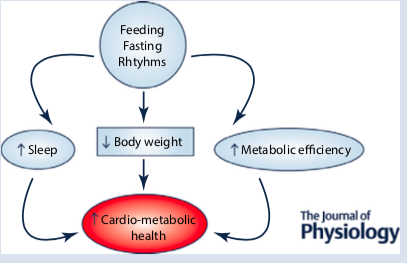 Feeding
Fasting
Rhtyhms
↑ Sleep
↓ Body weight
↑ Metabolic efficiency
↑ Cardio-metabolic
health
The Journal of
Physiology